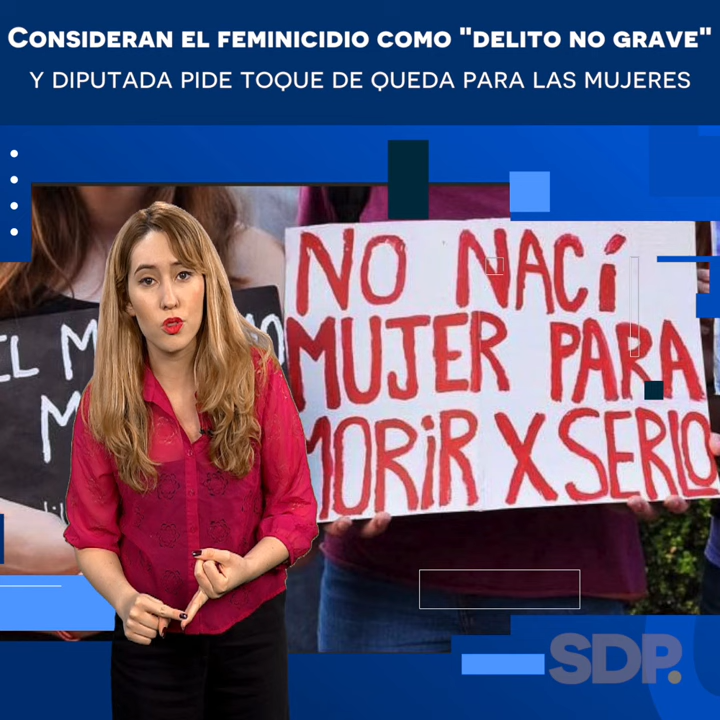 CONSIDERAN EL FEMINICIDIO COMO "DELITO NO GRAVE"
Y DIPUTADA PIDE TOQUE DE QUEDA PARA LAS MUJERES
NO NACÍ
MUJER PARA
MORIR X SERLO
EL M
M
SDP.